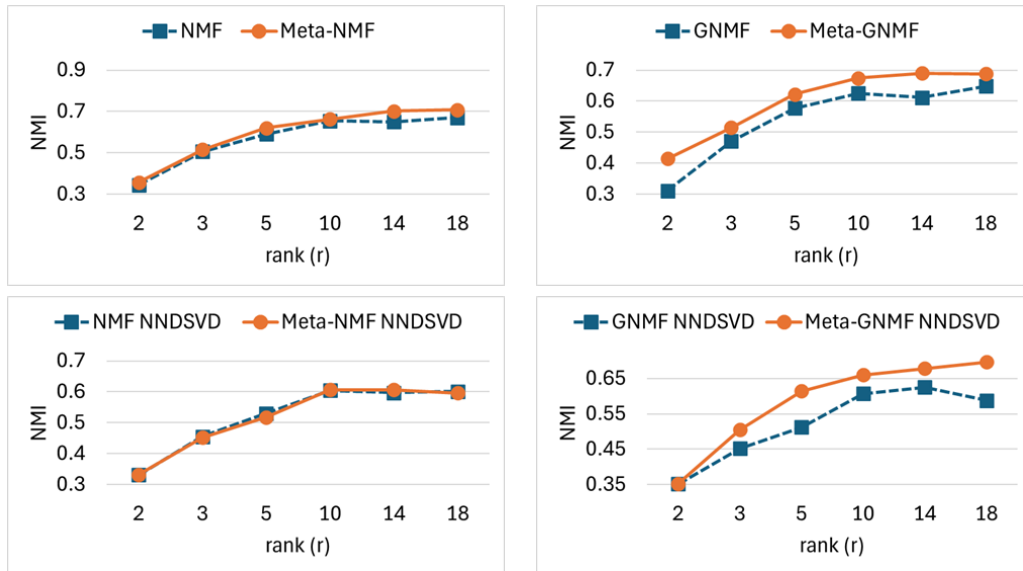 NMF Meta-NMF
0.9
0.7
0.5
0.3
NMI
2 3 5 10 14 18
rank (r)
GNMF Meta-GNMF
0.7
0.6
0.5
0.4
0.3
NMI
2 3 5 10 14 18
rank (r)
NMF NNDSVD Meta-NMF NNDSVD
0.7
0.6
0.5
0.4
0.3
NMI
2 3 5 10 14 18
rank (r)
GNMF NNDSVD Meta-GNMF NNDSVD
0.65
0.55
0.45
0.35
NMI
2 3 5 10 14 18
rank (r)